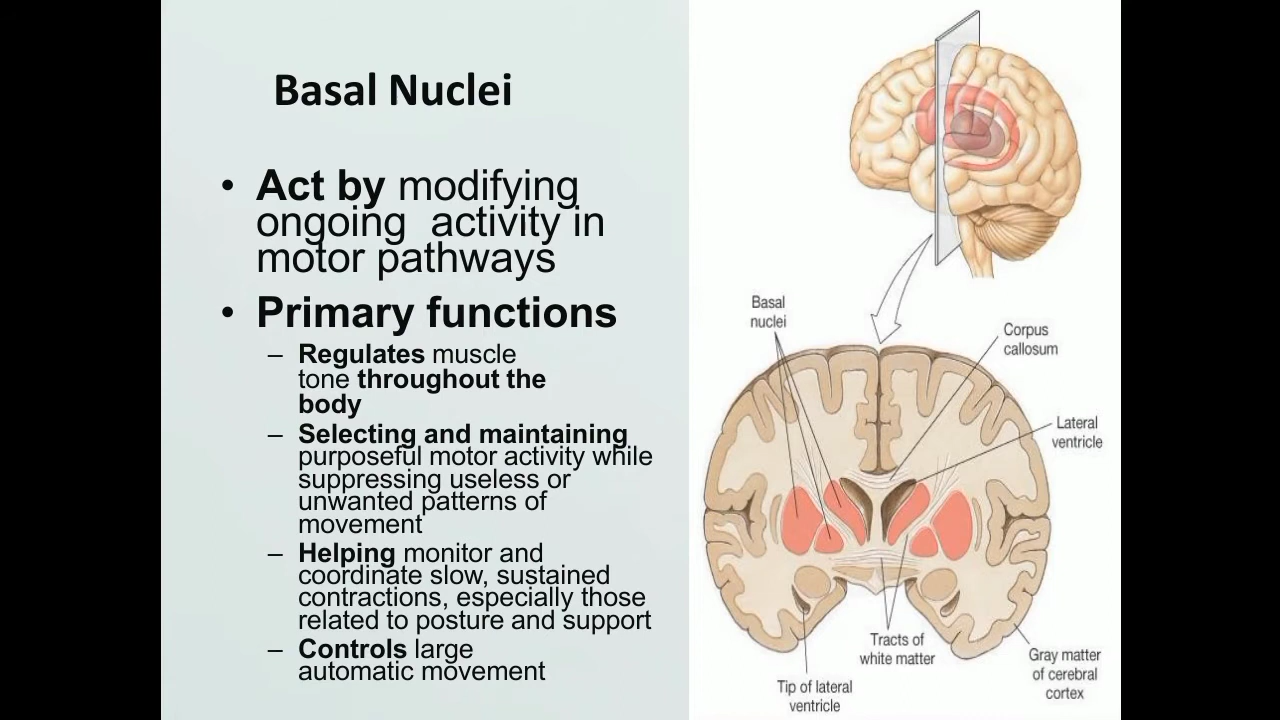 Basal Nuclei
• Act by modifying
ongoing  activity in
motor pathways
• Primary functions
– Regulates muscle
tone throughout the
body
– Selecting and maintaining
purposeful motor activity while
suppressing useless or
unwanted patterns of
movement
– Helping monitor and
coordinate slow, sustained
contractions, especially those
related to posture and support
– Controls large
automatic movement
Basal
nuclei
Corpus
callosum
Lateral
ventricle
Tracts of
white matter
Gray matter
of cerebral
cortex
Tip of lateral
ventricle